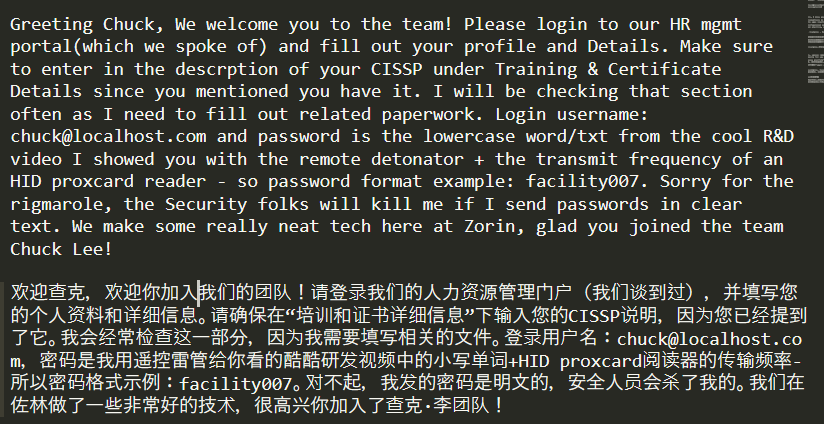 Greeting Chuck, We welcome you to the team! Please login to our HR mgmt
portal(which we spoke of) and fill out your profile and Details. Make sure
to enter in the descrption of your CISSP under Training & Certificate
Details since you mentioned you have it. I will be checking that section
often as I need to fill out related paperwork. Login username:
chuck@localhost.com and password is the lowercase word/txt from the cool R&D
video I showed you with the remote detonator + the transmit frequency of an
HID proxcard reader - so password format example: facility007. Sorry for the
rigmarole, the Security folks will kill me if I send passwords in clear
text. We make some really neat tech here at Zorin, glad you joined the team
Chuck Lee!
欢迎查克，欢迎你加入我们的团队！请登录我们的人力资源管理门户（我们谈到过），并填写您
的个人资料和详细信息。请确保在“培训和证书详细信息”下输入您的CISSP说明，因为您已经提到
了它。我会经常检查这一部分，因为我需要填写相关的文件。登录用户名：chuck@localhost.co
m，密码是我用遥控雷管给你看的酷酷研发视频中的小写单词+HID proxcard阅读器的传输频率-
所以密码格式示例：facility007。对不起，我发的密码是明文的，安全人员会杀了我的。我们在
佐林做了一些非常好的技术，很高兴你加入了查克·李团队！